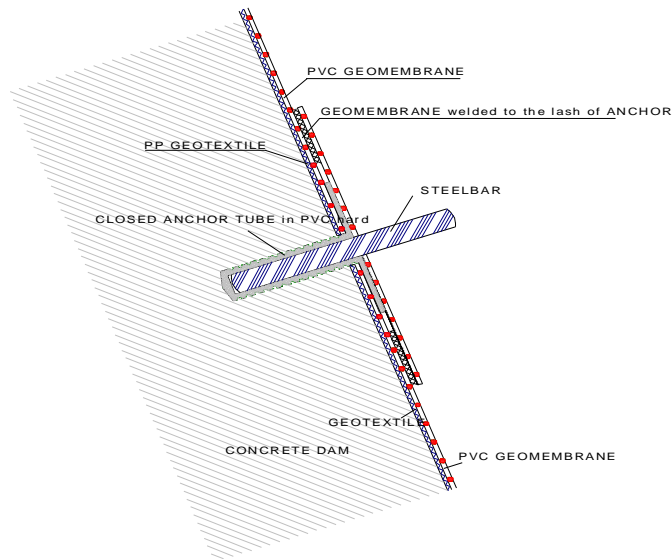 PVC GEOMEMBRANE
GEOMEMBRANE welded to the lash of ANCHOR
PP GEOTEXTILE
STEELBAR
CLOSED ANCHOR TUBE in PVC hard
GEOTEXTILE
CONCRETE DAM
PVC GEOMEMBRANE